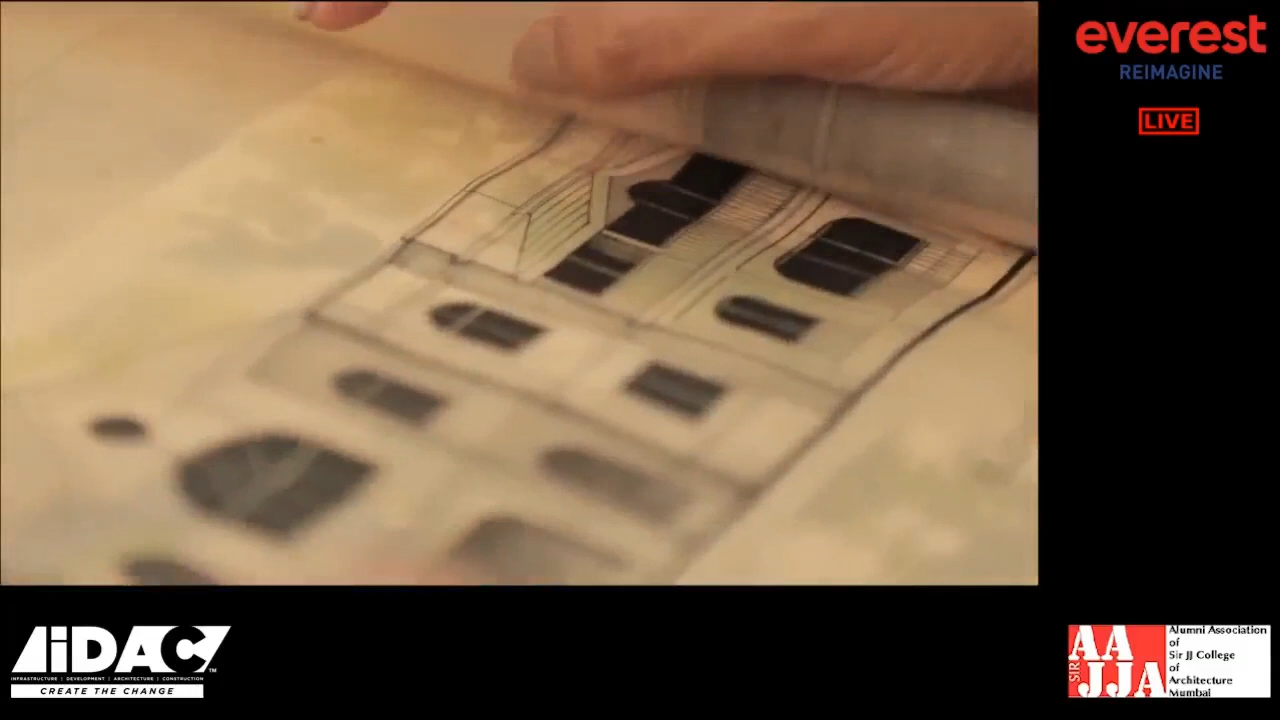 everest
REIMAGINE
LIVE
iDAC
INFRASTRUCTURE | DEVELOPMENT | ARCHITECTURE | CONSTRUCTION
CREATE THE CHANGE
SIR
AA
JJA
Alumni Association
of
Sir JJ College
of
Architecture
Mumbai